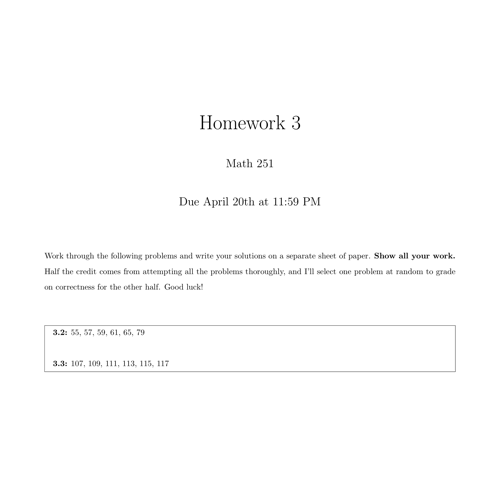 Homework 3
Math 251
Due April 20th at 11:59 PM
Work through the following problems and write your solutions on a separate sheet of paper. Show all your work.
Half the credit comes from attempting all the problems thoroughly, and I'll select one problem at random to grade
on correctness for the other half. Good luck!
3.2: 55, 57, 59, 61, 65, 79
3.3: 107, 109, 111, 113, 115, 117